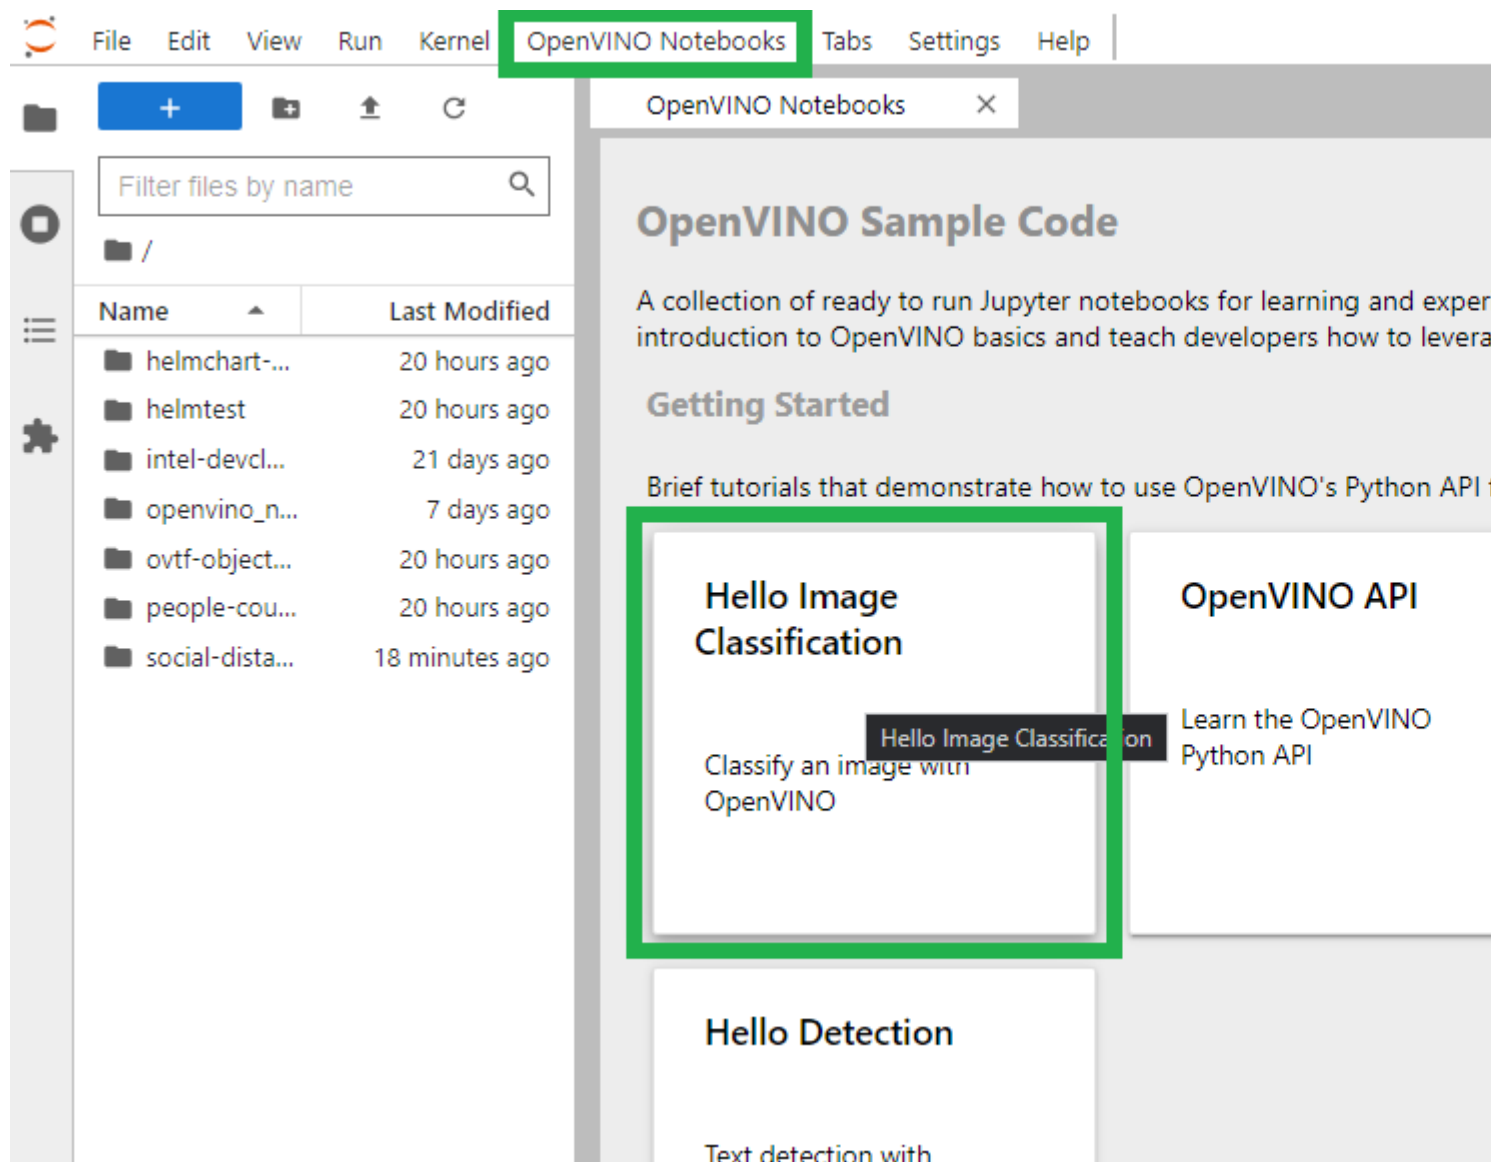 File Edit View Run Kernel OpenVINO Notebooks Tabs Settings Help
+
OpenVINO Notebooks ×
Filter files by name
/
Name Last Modified
helmchart-... 20 hours ago
helmtest 20 hours ago
intel-devcl... 21 days ago
openvino_n... 7 days ago
ovtf-object... 20 hours ago
people-cou... 20 hours ago
social-dista... 18 minutes ago
OpenVINO Sample Code
A collection of ready to run Jupyter notebooks for learning and exper
introduction to OpenVINO basics and teach developers how to levera
Getting Started
Brief tutorials that demonstrate how to use OpenVINO's Python API
Hello Image
Classification
Hello Image Classification
Classify an image with
OpenVINO
OpenVINO API
Learn the OpenVINO
Python API
Hello Detection
Text detection with